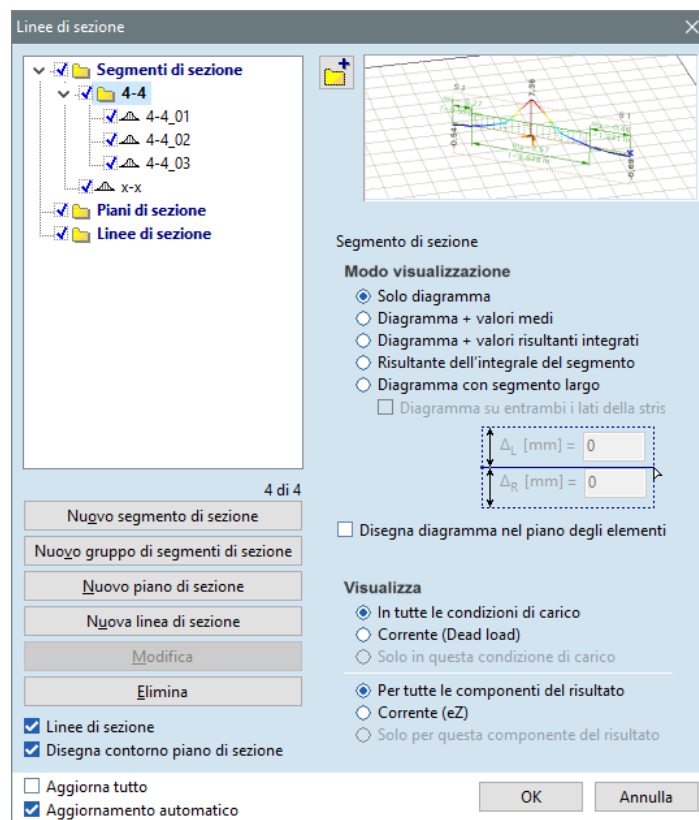 Linee di sezione
Segmenti di sezione
4-4
4-4_01
4-4_02
4-4_03
x-x
Piani di sezione
Linee di sezione
4 di 4
Nuovo segmento di sezione
Nuovo gruppo di segmenti di sezione
Nuovo piano di sezione
Nuova linea di sezione
Modifica
Elimina
Linee di sezione
Disegna contorno piano di sezione
Aggiorna tutto
Aggiornamento automatico
7,36
Segmento di sezione
Modo visualizzazione
Solo diagramma
Diagramma + valori medi
Diagramma + valori risultanti integrati
Risultante dell'integrale del segmento
Diagramma con segmento largo
Diagramma su entrambi i lati della stris
ΔL [mm] = 0
ΔR [mm] = 0
Disegna diagramma nel piano degli elementi
Visualizza
In tutte le condizioni di carico
Corrente (Dead load)
Solo in questa condizione di carico
Per tutte le componenti del risultato
Corrente (eZ)
Solo per questa componente del risultato
OK
Annulla